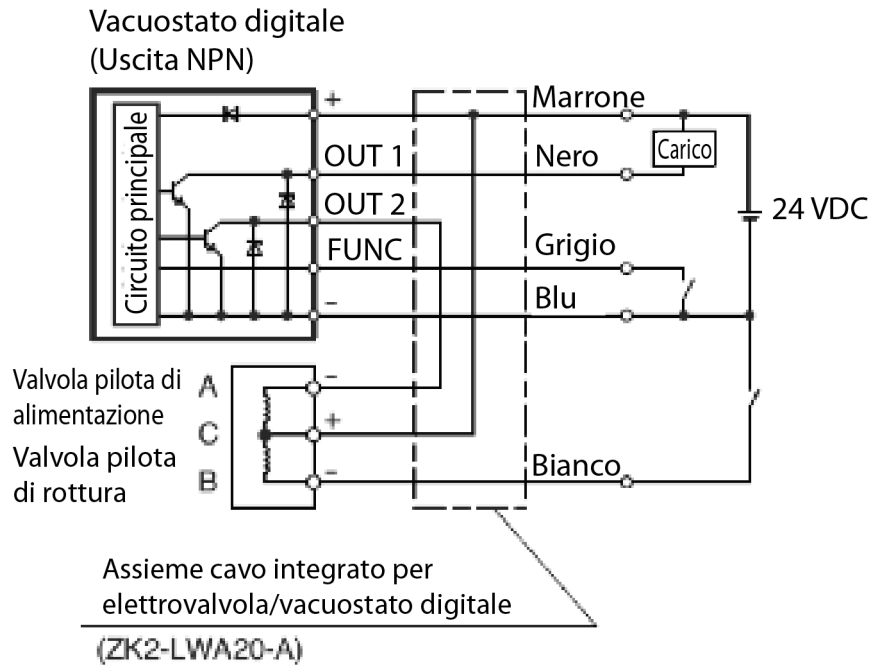 Vacuostato digitale
(Uscita NPN)
Circuito principale
+
OUT 1
OUT 2
FUNC
−
Marrone
Nero
Grigio
Blu
Carico
24 VDC
Valvola pilota di
alimentazione
Valvola pilota
di rottura
A
C
B
−
+
−
Bianco
Assieme cavo integrato per
elettrovalvola/vacuostato digitale
(ZK2-LWA20-A)